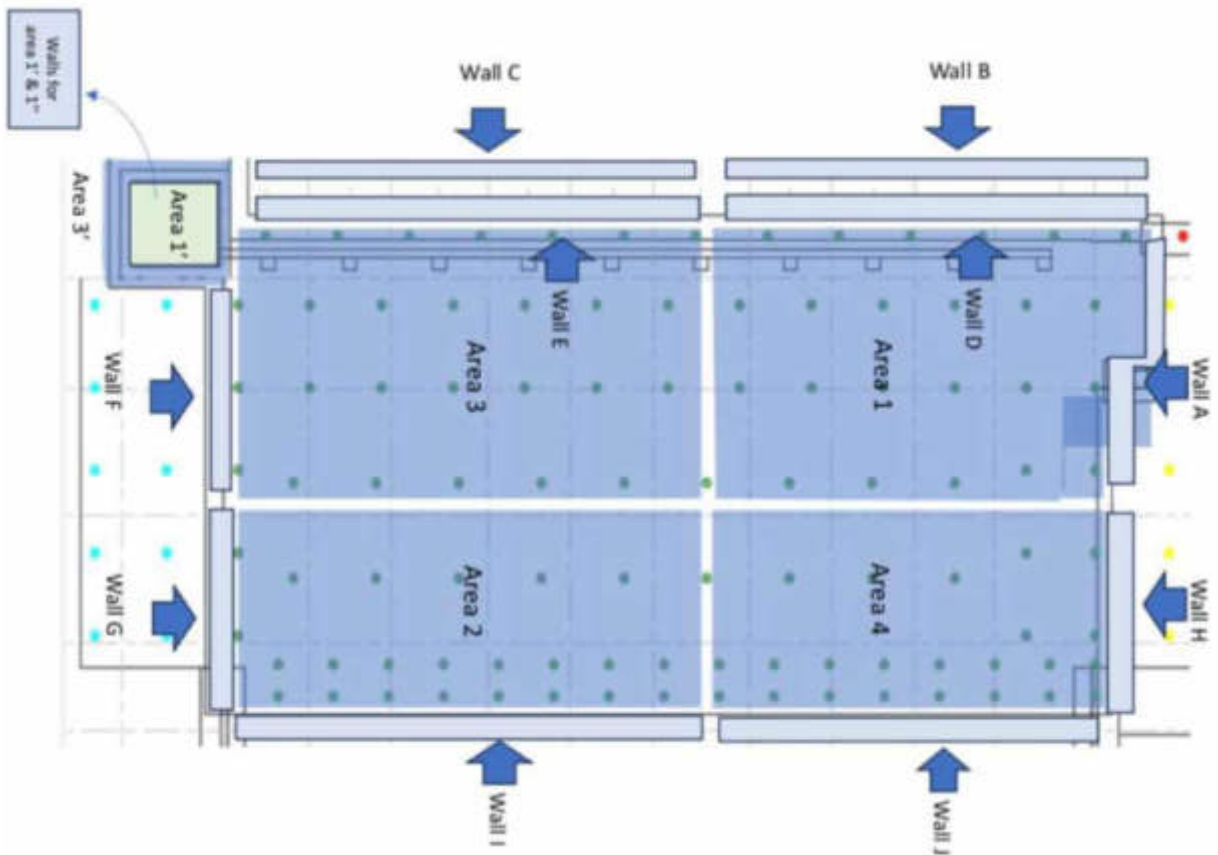 Wall C
Wall B
Walls for
area 1' & 1''
Area 3'
Area 1'
Wall E
Wall D
Wall A
Wall F
Area 3
Area 1
Wall G
Area 2
Area 4
Wall H
Wall I
Wall J